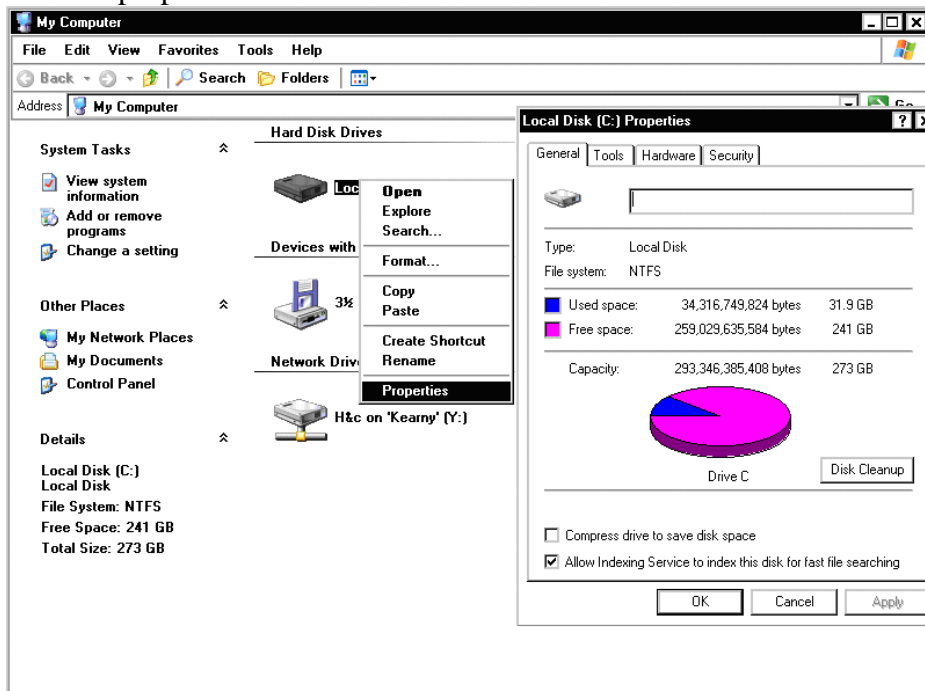 My Computer
File Edit View Favorites Tools Help
Back Search Folders
Address My Computer
System Tasks
View system
information
Add or remove
programs
Change a setting
Other Places
My Network Places
My Documents
Control Panel
Details
Local Disk (C:)
Local Disk
File System: NTFS
Free Space: 241 GB
Total Size: 273 GB
Hard Disk Drives
Loc
Devices with
3½
Network Driv
H&c on 'Kearny' (Y:)
Open
Explore
Search...
Format...
Copy
Paste
Create Shortcut
Rename
Properties
Local Disk (C:) Properties
General Tools Hardware Security
Type: Local Disk
File system: NTFS
Used space: 34,316,749,824 bytes 31.9 GB
Free space: 259,029,635,584 bytes 241 GB
Capacity: 293,346,385,408 bytes 273 GB
Drive C
Disk Cleanup
Compress drive to save disk space
Allow Indexing Service to index this disk for fast file searching
OK Cancel Apply